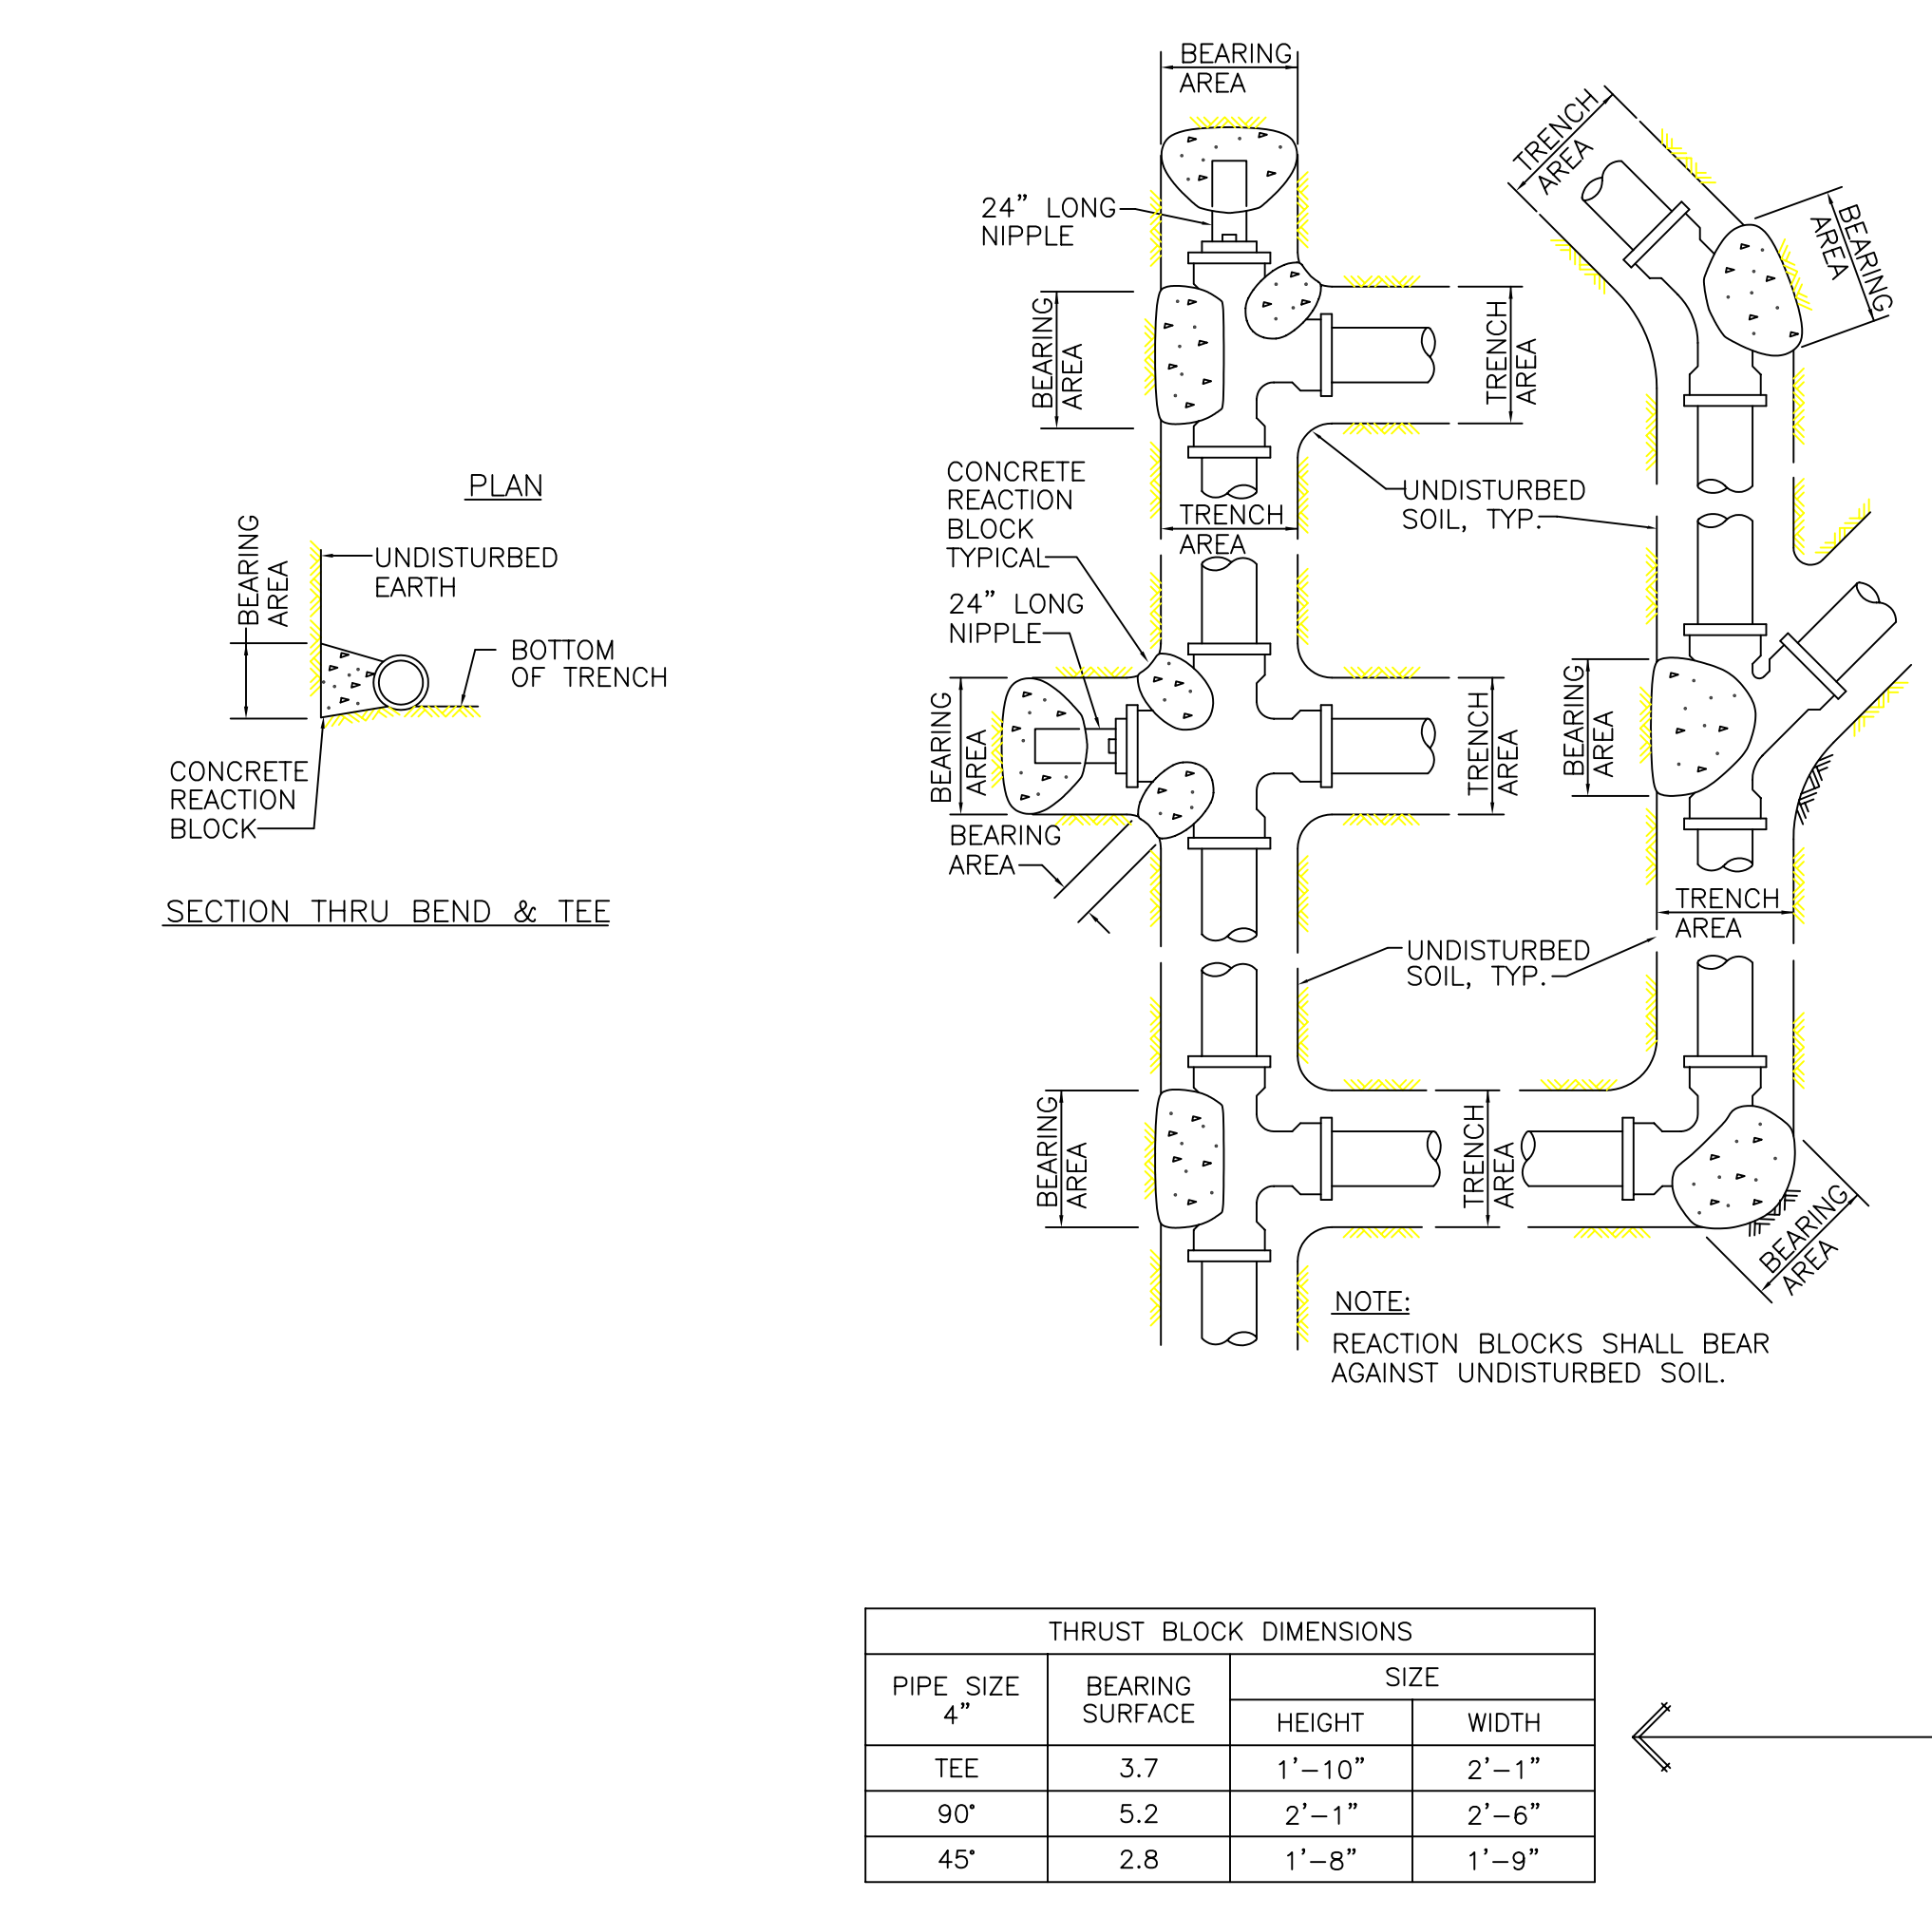 BEARING
AREA
TRENCH
AREA
24” LONG
NIPPLE
BEARING
AREA
BEARING
AREA
TRENCH
AREA
CONCRETE
REACTION
BLOCK
TYPICAL
TRENCH
AREA
UNDISTURBED
SOIL, TYP.
24” LONG
NIPPLE
BEARING
AREA
TRENCH
AREA
BEARING
AREA
BEARING
AREA
TRENCH
AREA
UNDISTURBED
SOIL, TYP.
BEARING
AREA
TRENCH
AREA
BEARING
AREA
NOTE:
REACTION BLOCKS SHALL BEAR
AGAINST UNDISTURBED SOIL.
PLAN
BEARING
AREA
UNDISTURBED
EARTH
BOTTOM
OF TRENCH
CONCRETE
REACTION
BLOCK
SECTION THRU BEND & TEE
THRUST BLOCK DIMENSIONS
PIPE SIZE
4”
BEARING
SURFACE
SIZE
HEIGHT WIDTH
TEE 3.7 1’–10” 2’–1”
90° 5.2 2’–1” 2’–6”
45° 2.8 1’–8” 1’–9”